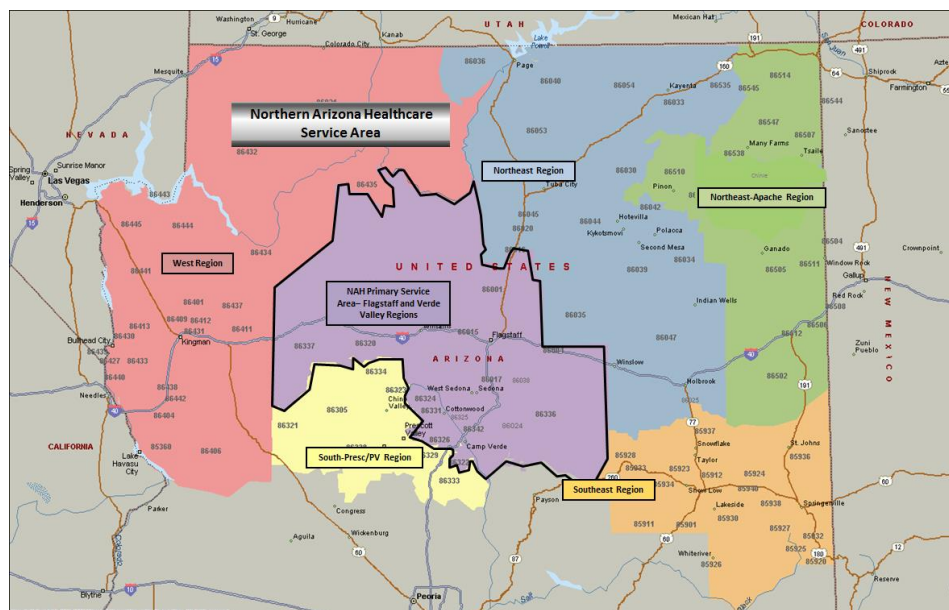 Washington
Hurricane
St. George
Kanab
UTAH
Mexican Hat
COLORADO
Colorado City
Lake
Powell
Page
San Juan
Mesquite
Shiprock
Farmington
Northern Arizona Healthcare
Service Area
86036
86040
86054
Kayenta
86033
86535
86545
86514
86544
NEVADA
86432
86053
86547
86507
Sanostee
Many Farms
86538
Tsaile
Spring
Valley
Sunrise Manor
Las Vegas
Henderson
86443
86435
Northeast Region
Tuba City
86030
86510
Pinon
Northeast-Apache Region
86445
86444
86434
86045
86020
86044
Hotevilla
Kykotsmovi
86042
Polacca
Second Mesa
86034
86039
Ganado
86505
86511
86504
Window Rock
Crownpoint
Gallup
Red Rock
86508
West Region
86441
UNITED STATES
NAH Primary Service
Area– Flagstaff and Verde
Valley Regions
86001
86401
86437
86409
86412
86431
86411
86413
Bullhead City
86430
Kingman
86035
Indian Wells
86047
86512
86506
NEW MEXICO
Zuni
Pueblo
86337
86320
86015
Flagstaff
ARIZONA
Winslow
Holbrook
86502
86427
86433
86440
Needles
86438
86442
86404
86334
86323
Chino
Valley
86305
86321
86324
86331
West Sedona
Sedona
86017
86038
Cottonwood
86325
86336
86024
86342
86326
Camp Verde
Prescott
Valley
86329
86333
South-Presc/PV Region
CALIFORNIA
85360
86406
Lake
Havasu
City
Parker
Congress
Wickenburg
Aguila
Payson
Southeast Region
85937
Snowflake
Taylor
85928
85933
85934
85923
85912
85924
Show Low
85940
St. Johns
85936
85938
Springerville
Lakeside
85930
85911
85901
85927
85932
85925
85920
Whiteriver
85926
Reserve
Colorado
Blythe
Peoria
Salt